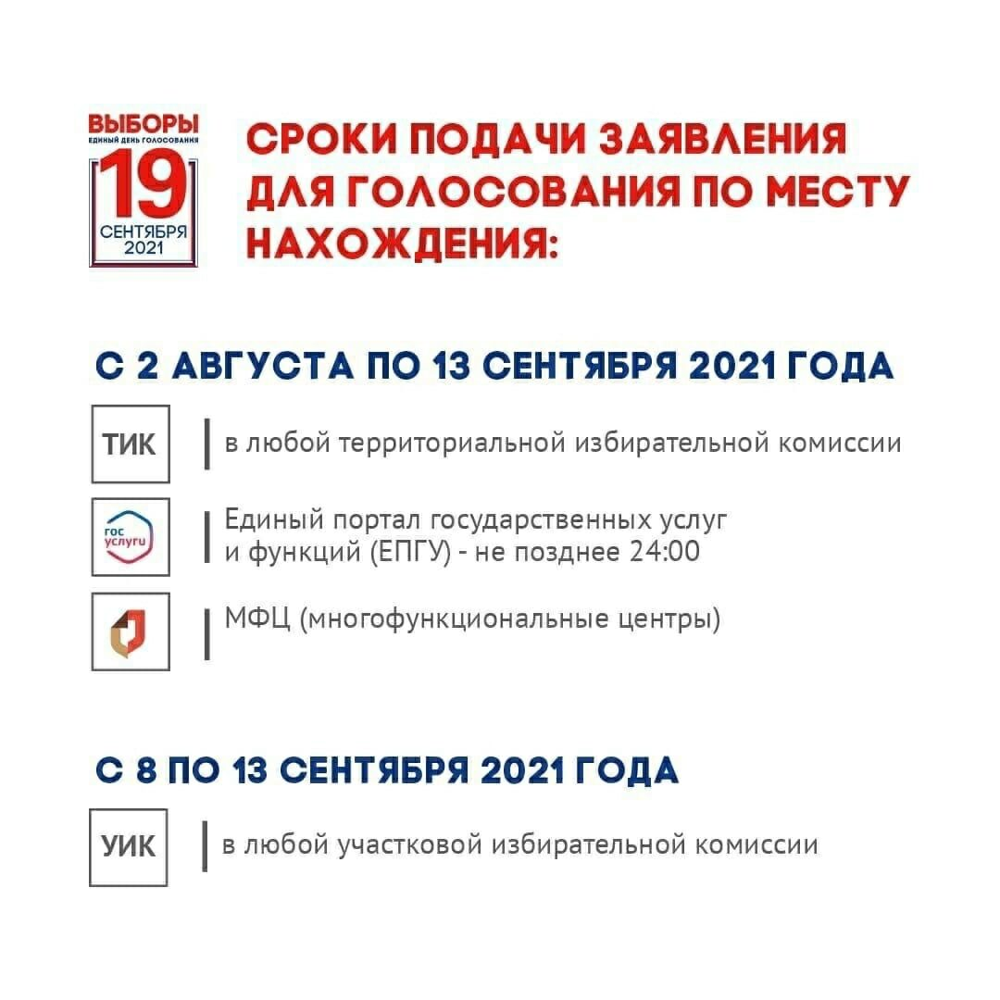 ВЫБОРЫ
ЕДИНЫЙ ДЕНЬ ГОЛОСОВАНИЯ
19
СЕНТЯБРЯ
2021
СРОКИ ПОДАЧИ ЗАЯВЛЕНИЯ
ДЛЯ ГОЛОСОВАНИЯ ПО МЕСТУ
НАХОЖДЕНИЯ:
С 2 АВГУСТА ПО 13 СЕНТЯБРЯ 2021 ГОДА
ТИК
в любой территориальной избирательной комиссии
гос
услуги
Единый портал государственных услуг
и функций (ЕПГУ) - не позднее 24:00
МФЦ (многофункциональные центры)
С 8 ПО 13 СЕНТЯБРЯ 2021 ГОДА
УИК
в любой участковой избирательной комиссии